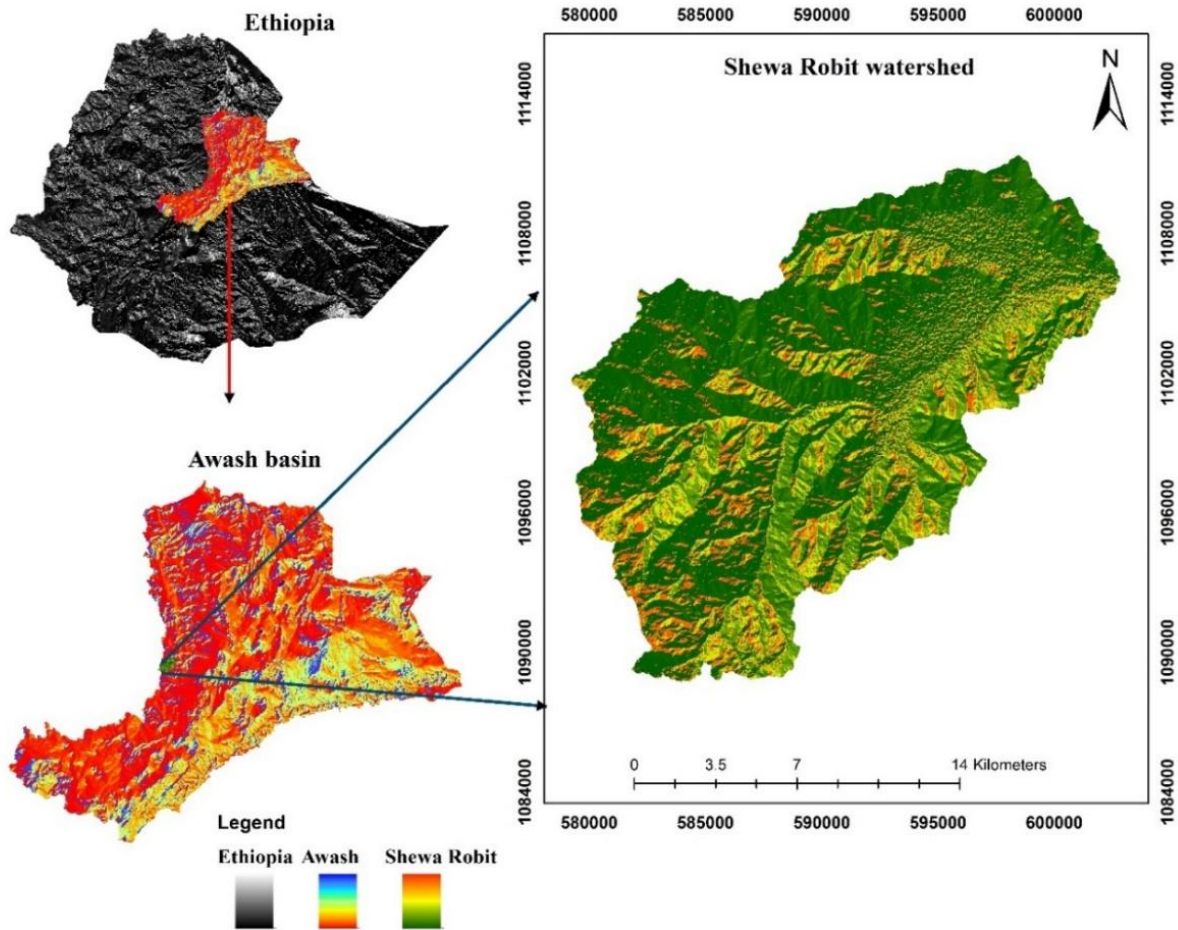 Ethiopia
580000 585000 590000 595000 600000
Shewa Robit watershed
N
1114000
1114000
1108000
1108000
1102000
1102000
Awash basin
1096000
1096000
1090000
1090000
1084000
1084000
0 3.5 7 14 Kilometers
580000 585000 590000 595000 600000
Legend
Ethiopia Awash Shewa Robit